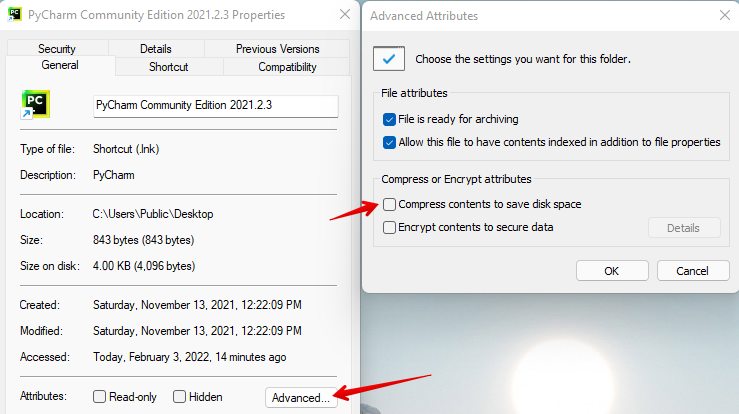 PyCharm Community Edition 2021.2.3 Properties
Security Details Previous Versions
General Shortcut Compatibility
PC
PyCharm Community Edition 2021.2.3
Type of file: Shortcut (.lnk)
Description: PyCharm
Location: C:\Users\Public\Desktop
Size: 843 bytes (843 bytes)
Size on disk: 4.00 KB (4,096 bytes)
Created: Saturday, November 13, 2021, 12:22:09 PM
Modified: Saturday, November 13, 2021, 12:22:09 PM
Accessed: Today, February 3, 2022, 14 minutes ago
Attributes: Read-only Hidden Advanced...
Advanced Attributes
Choose the settings you want for this folder.
File attributes
File is ready for archiving
Allow this file to have contents indexed in addition to file properties
Compress or Encrypt attributes
Compress contents to save disk space
Encrypt contents to secure data Details
OK Cancel